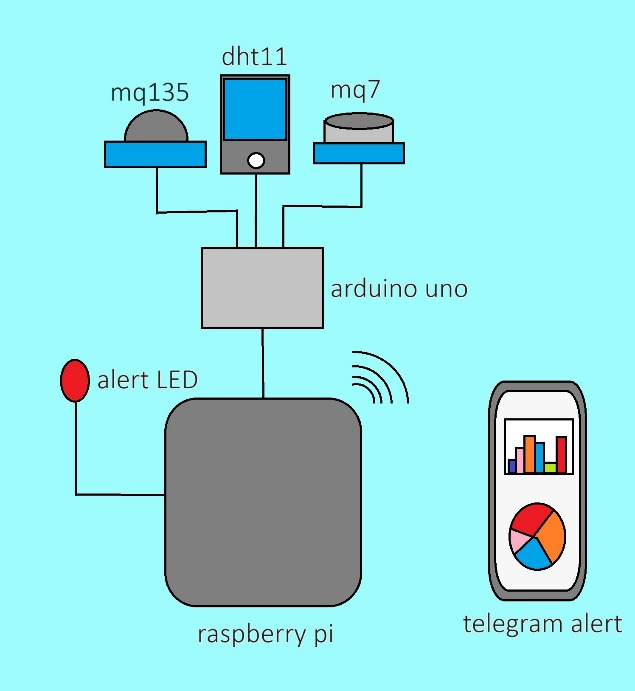 dht11
mq135
mq7
arduino uno
alert LED
raspberry pi
telegram alert